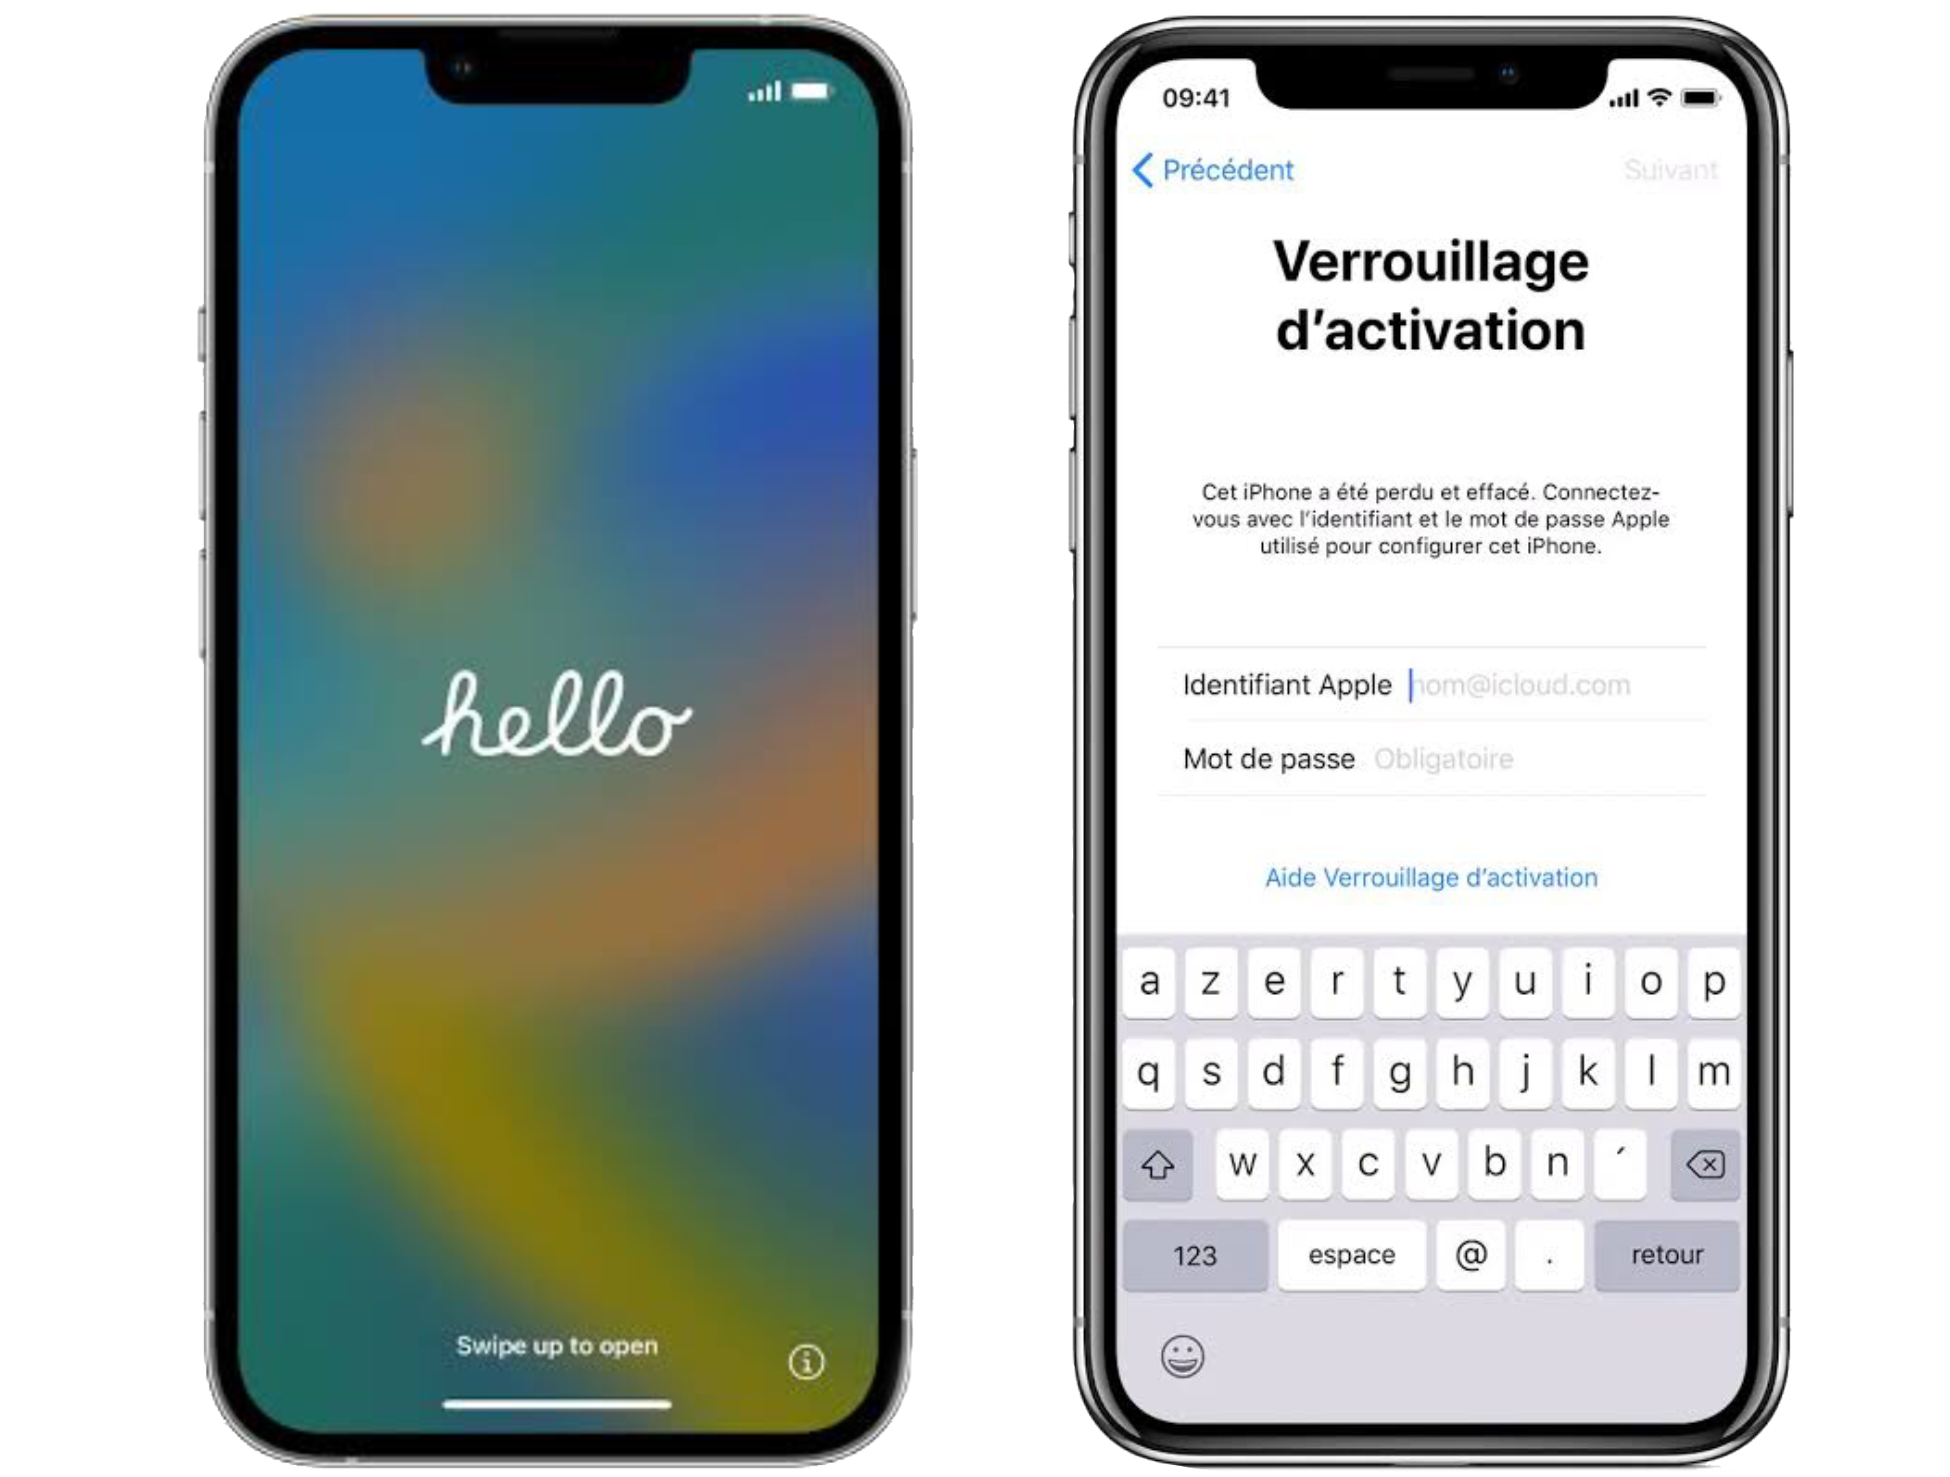 hello
Swipe up to open
09:41
Précédent
Suivant
Verrouillage
d’activation
Cet iPhone a été perdu et effacé. Connectez-
vous avec l’identifiant et le mot de passe Apple
utilisé pour configurer cet iPhone.
Identifiant Apple nom@icloud.com
Mot de passe Obligatoire
Aide Verrouillage d’activation
a z e r t y u i o p
q s d f g h j k l m
w x c v b n ´
123 espace @ . retour